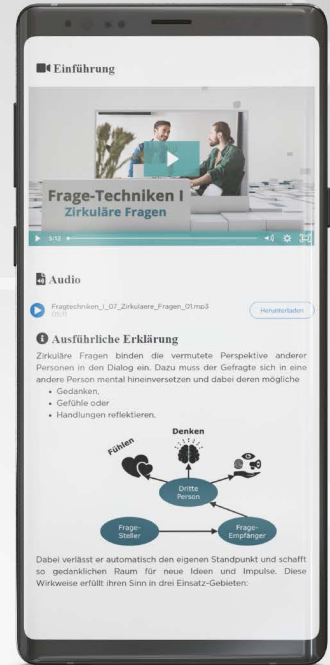 Einführung
Frage-Techniken I
Zirkuläre Fragen
5:12
Audio
Fragtechniken_I_07_Zirkulaere_Fragen_01.mp3
Herunterladen
Ausführliche Erklärung
Zirkuläre Fragen binden die vermutete Perspektive anderer
Personen in den Dialog ein. Dazu muss der Gefragte sich in eine
andere Person mental hineinversetzen und dabei deren mögliche
• Gedanken,
• Gefühle oder
• Handlungen reflektieren.
Fühlen
Denken
Dritte
Person
Frage-
Steller
Frage-
Empfänger
Dabei verlässt er automatisch den eigenen Standpunkt und schafft
so gedanklichen Raum für neue Ideen und Impulse. Diese
Wirkweise erfüllt ihren Sinn in drei Einsatz-Gebieten: